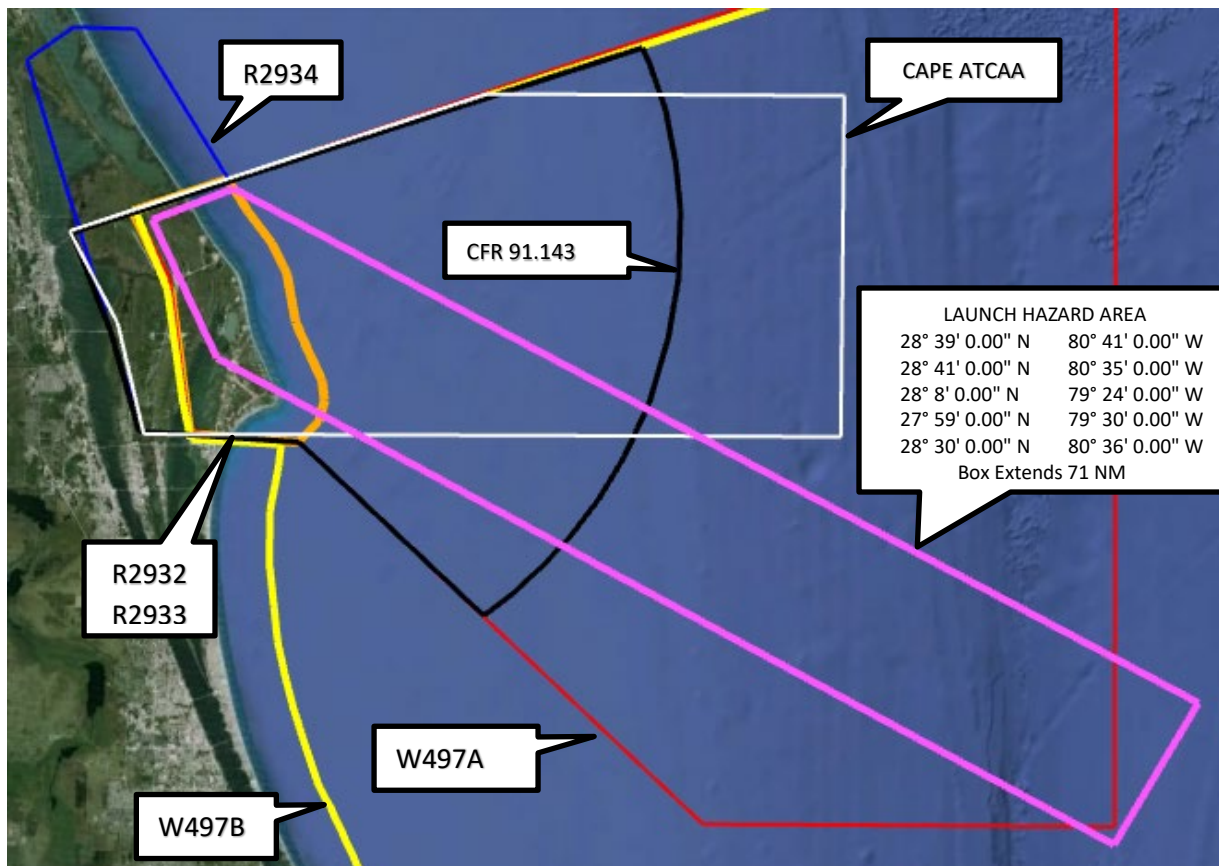 R2934
CAPE ATCAA
CFR 91.143
LAUNCH HAZARD AREA
28° 39' 0.00" N 80° 41' 0.00" W
28° 41' 0.00" N 80° 35' 0.00" W
28° 8' 0.00" N 79° 24' 0.00" W
27° 59' 0.00" N 79° 30' 0.00" W
28° 30' 0.00" N 80° 36' 0.00" W
Box Extends 71 NM
R2932
R2933
W497A
W497B